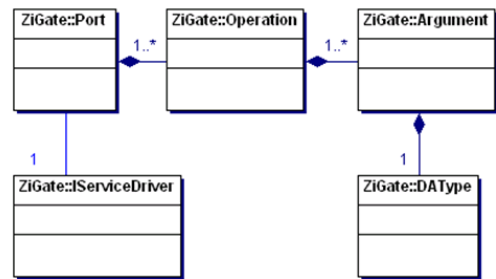 ZiGate::Port
ZiGate::Operation
ZiGate::Argument
1..*
1..*
1
1
ZiGate::IServiceDriver
ZiGate::DAType